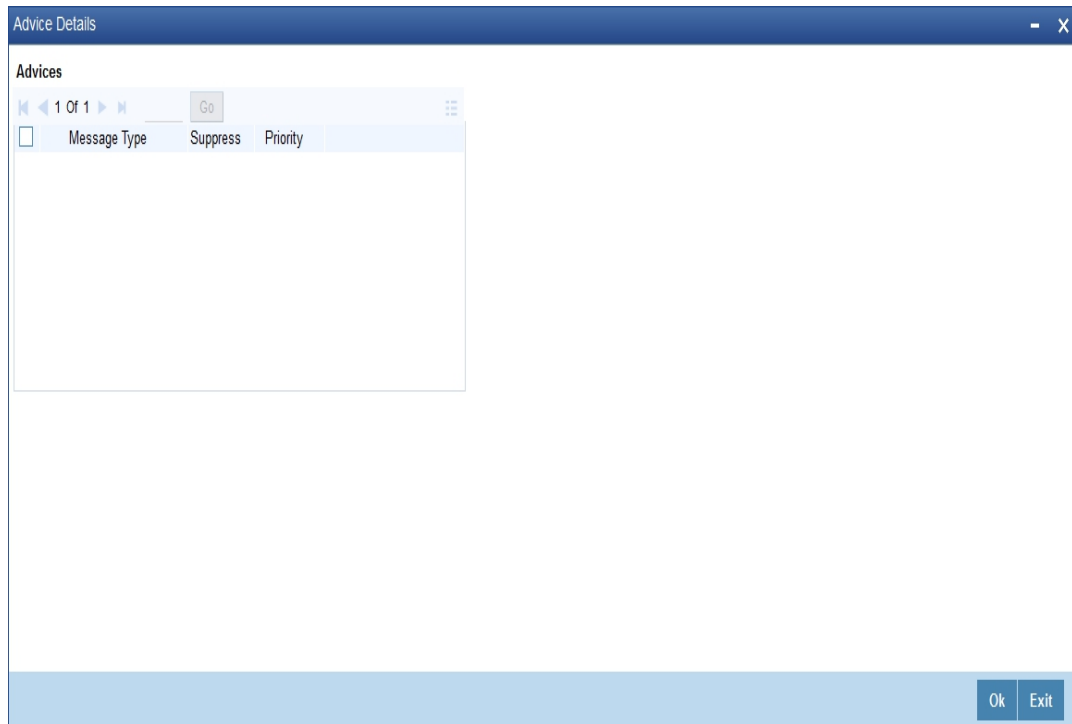 Advice Details
Advices
1 Of 1 Go
Message Type Suppress Priority
Ok Exit